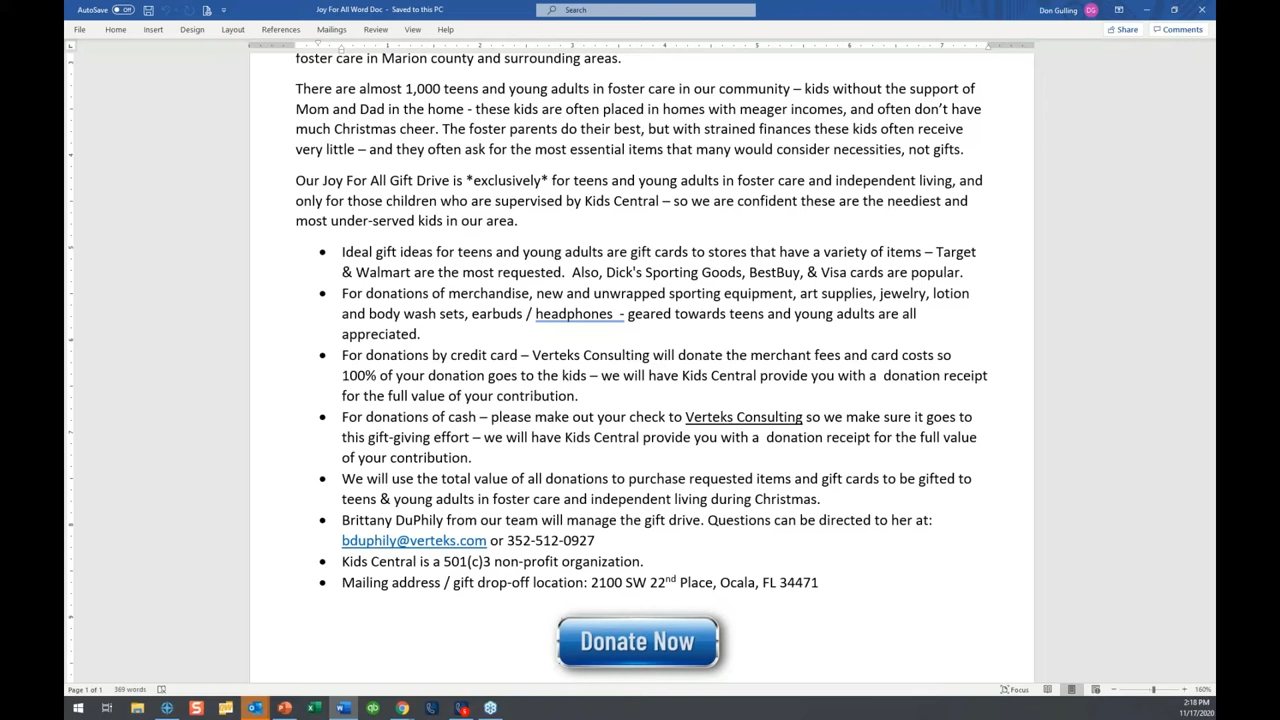 AutoSave Off Joy For All Word Doc - Saved to this PC Search Don Gulling DG
File Home Insert Design Layout References Mailings Review View Help Share Comments
1 2 3 4 5 6 7
foster care in Marion county and surrounding areas.
There are almost 1,000 teens and young adults in foster care in our community – kids without the support of
Mom and Dad in the home - these kids are often placed in homes with meager incomes, and often don’t have
much Christmas cheer. The foster parents do their best, but with strained finances these kids often receive
very little – and they often ask for the most essential items that many would consider necessities, not gifts.
Our Joy For All Gift Drive is *exclusively* for teens and young adults in foster care and independent living, and
only for those children who are supervised by Kids Central – so we are confident these are the neediest and
most under-served kids in our area.
• Ideal gift ideas for teens and young adults are gift cards to stores that have a variety of items – Target
& Walmart are the most requested.  Also, Dick's Sporting Goods, BestBuy, & Visa cards are popular.
• For donations of merchandise, new and unwrapped sporting equipment, art supplies, jewelry, lotion
and body wash sets, earbuds / headphones  - geared towards teens and young adults are all
appreciated.
• For donations by credit card – Verteks Consulting will donate the merchant fees and card costs so
100% of your donation goes to the kids – we will have Kids Central provide you with a  donation receipt
for the full value of your contribution.
• For donations of cash – please make out your check to Verteks Consulting so we make sure it goes to
this gift-giving effort – we will have Kids Central provide you with a  donation receipt for the full value
of your contribution.
• We will use the total value of all donations to purchase requested items and gift cards to be gifted to
teens & young adults in foster care and independent living during Christmas.
• Brittany DuPhily from our team will manage the gift drive. Questions can be directed to her at:
bduphily@verteks.com or 352-512-0927
• Kids Central is a 501(c)3 non-profit organization.
• Mailing address / gift drop-off location: 2100 SW 22nd Place, Ocala, FL 34471
Donate Now
Page 1 of 1 369 words Focus 160%
2:18 PM
11/17/2020